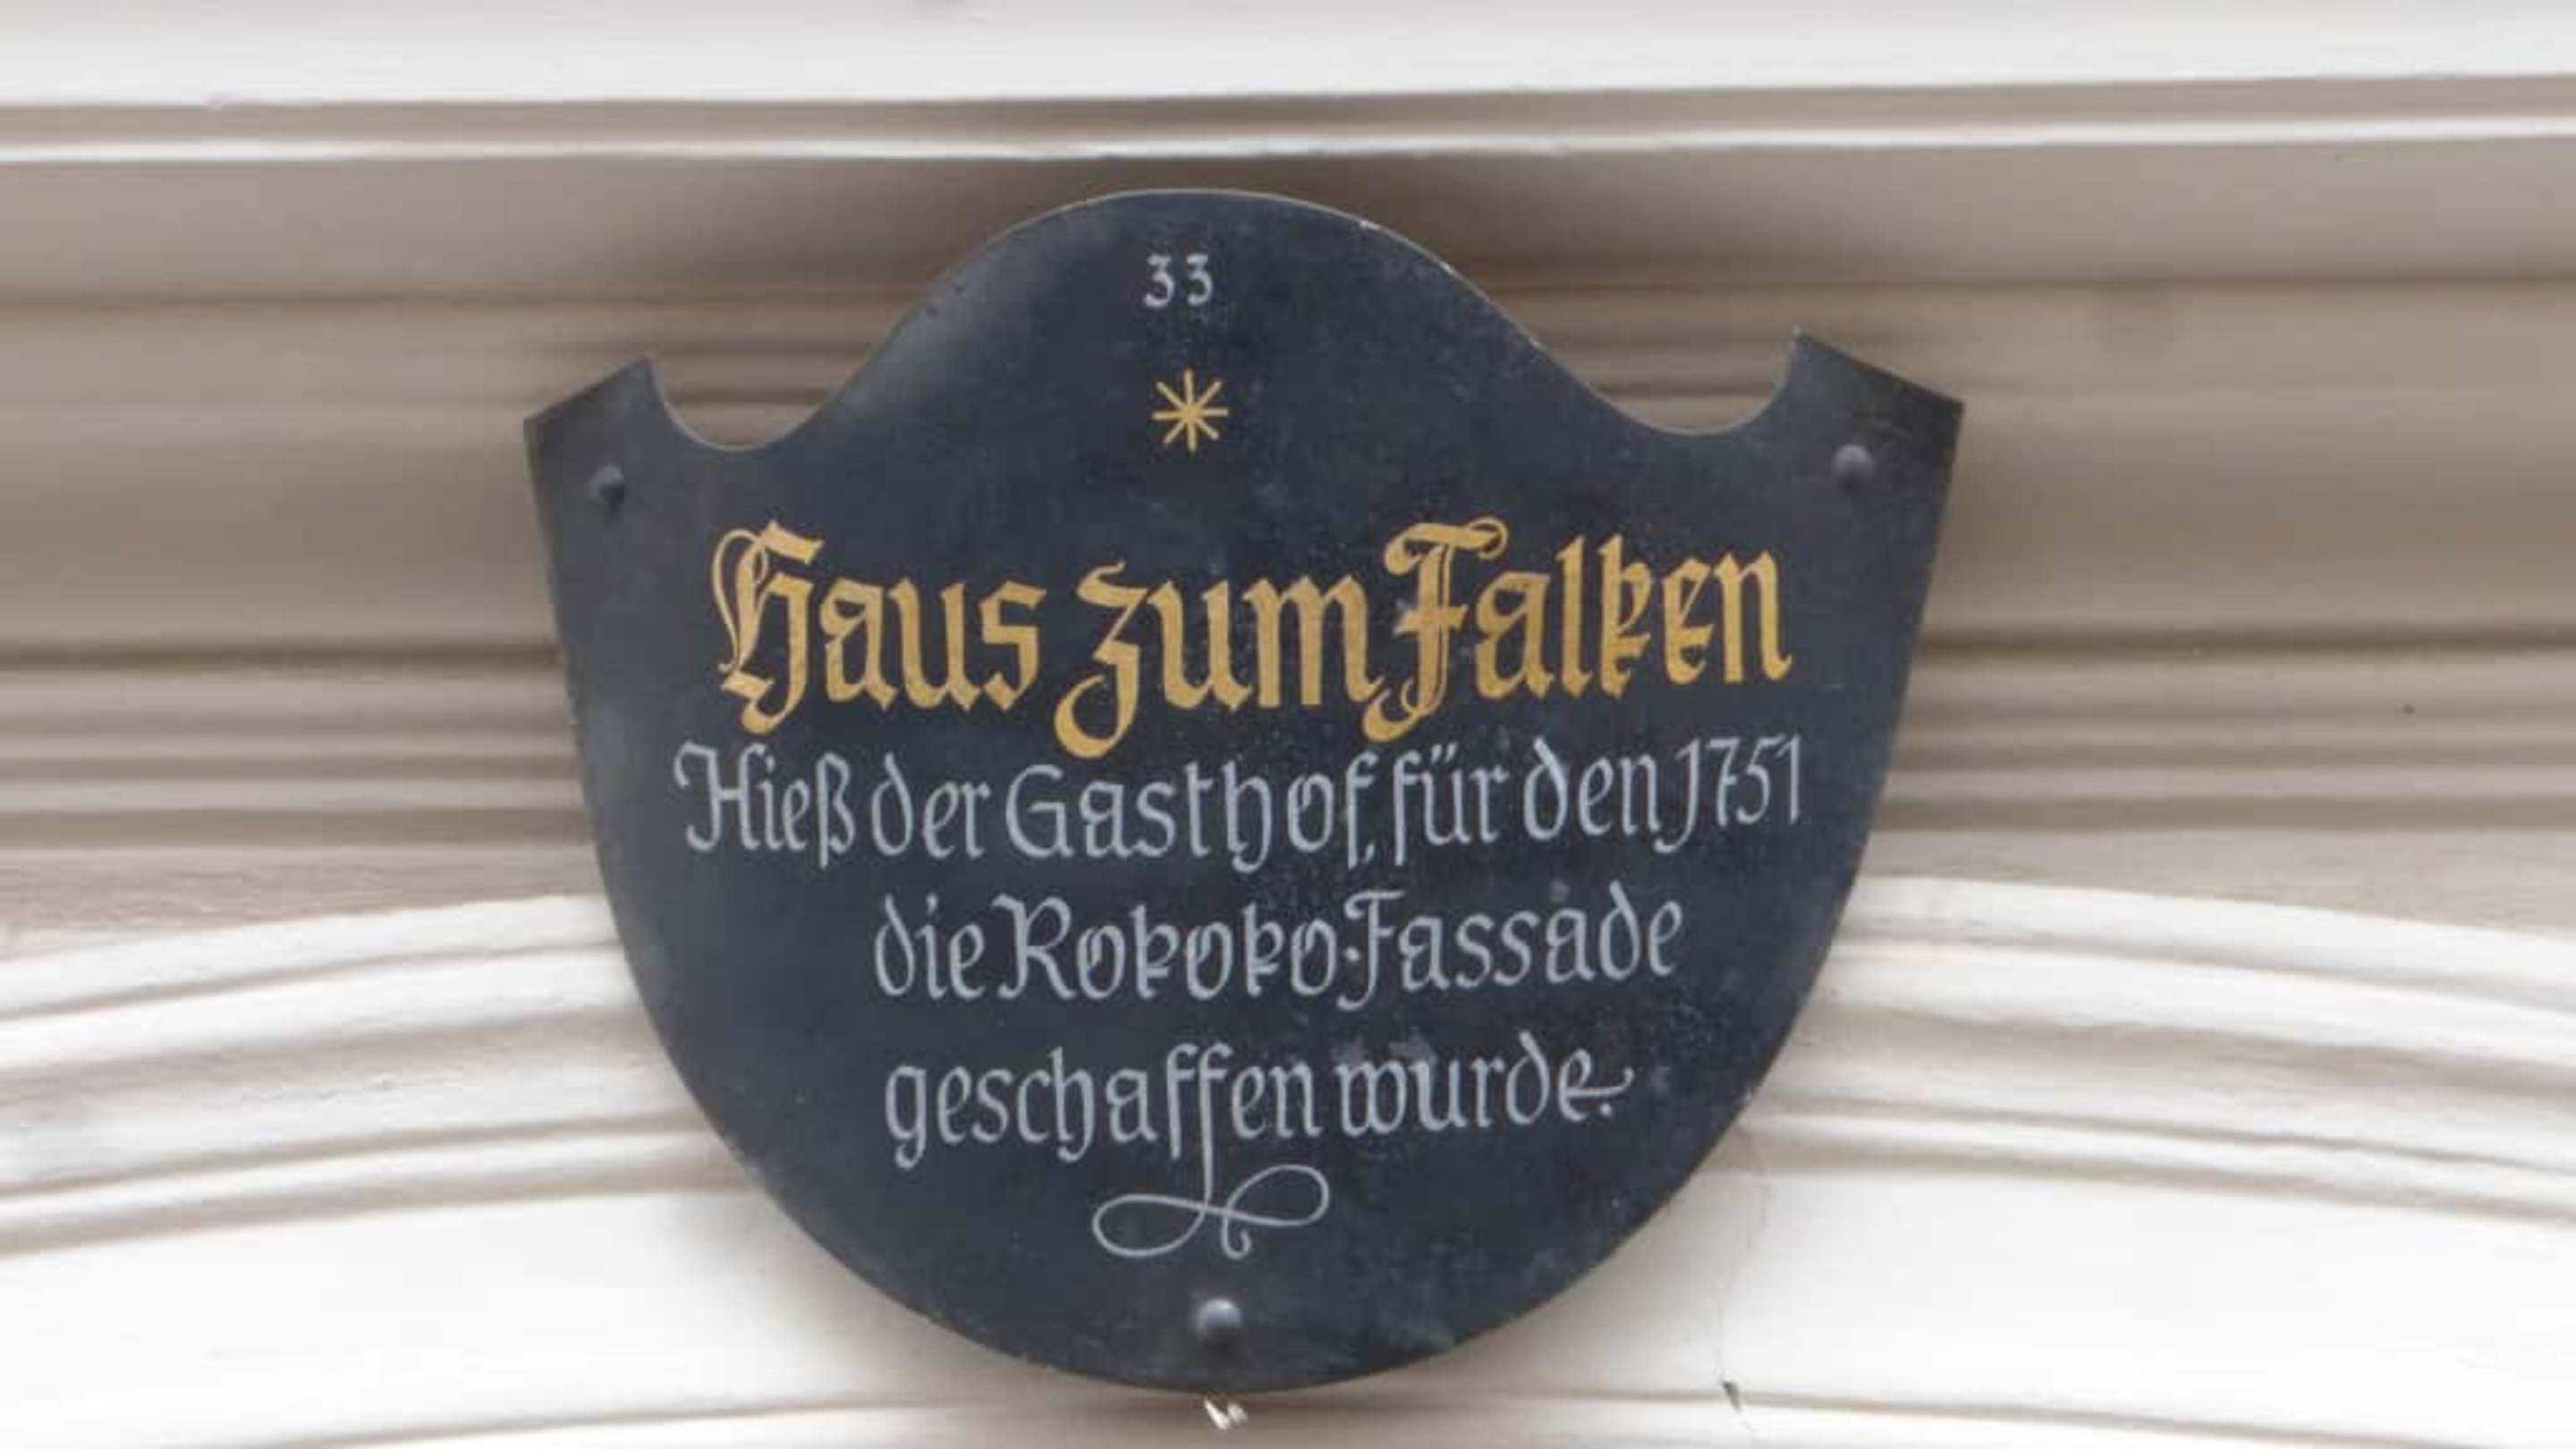 33
Haus zum Falken
Hieß der Gasthof, für den 1751
die Rokoko-Fassade
geschaffen wurde.